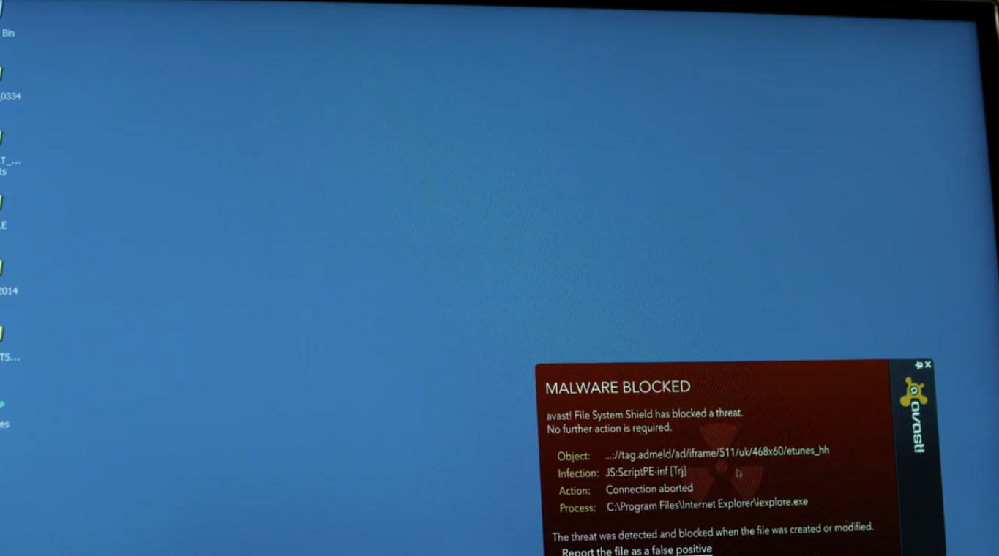 Bin
_0334
T_...
ts
LE
2014
TS...
es
MALWARE BLOCKED
avast! File System Shield has blocked a threat.
No further action is required.
Object: ...://tag.admeld/ad/iframe/511/uk/468x60/etunes_hh
Infection: JS:ScriptPE-inf [Trj]
Action: Connection aborted
Process: C:\Program Files\Internet Explorer\iexplore.exe
The threat was detected and blocked when the file was created or modified.
Report the file as a false positive
avast!